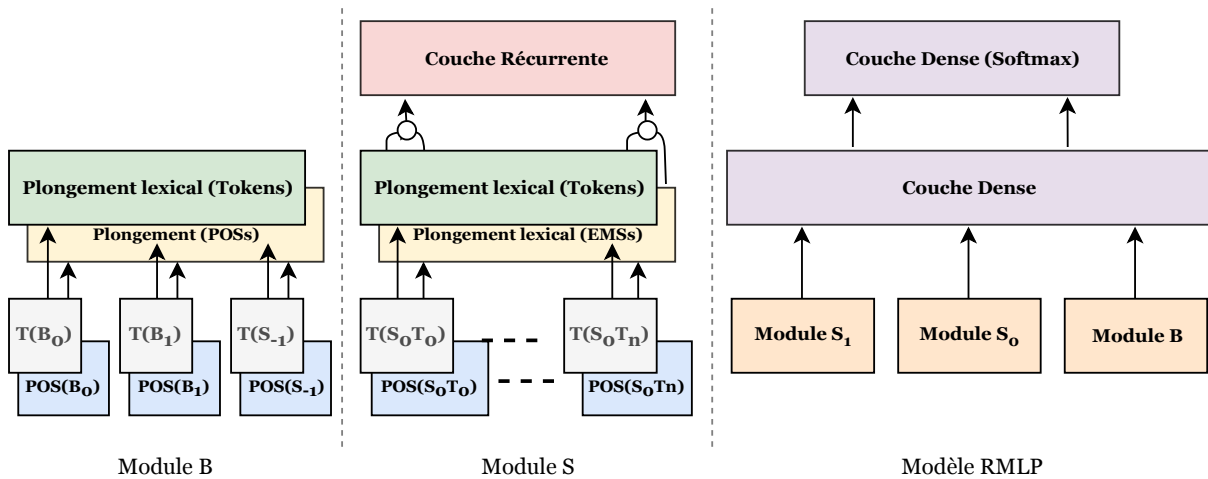 Plongement lexical (Tokens)
Plongement (POSs)
T(B₀)
T(B₁)
T(S₋₁)
POS(B₀)
POS(B₁)
POS(S₋₁)
Module B
Couche Récurrente
Plongement lexical (Tokens)
Plongement lexical (EMSs)
T(S₀T₀)
T(S₀Tₙ)
POS(S₀T₀)
POS(S₀Tn)
Module S
Couche Dense (Softmax)
Couche Dense
Module S₁
Module S₀
Module B
Modèle RMLP